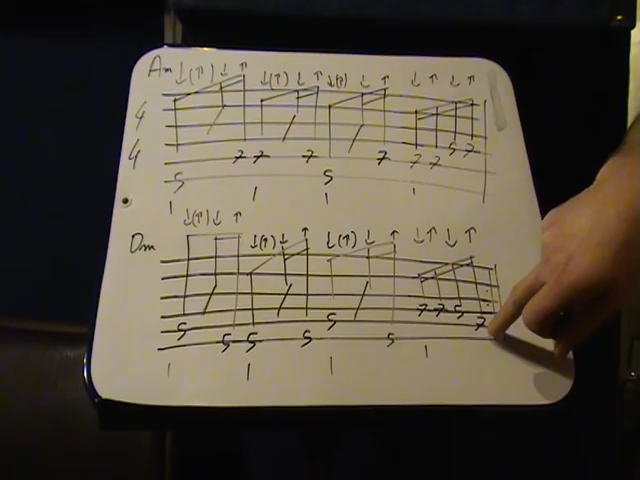 Am ↓(↑)↓ ↑ ↓(↑) ↓ ↑ ↓(↑) ↓ ↑ ↓ ↑ ↓ ↑
4
4 7 7 7 7 7 7 5 7
5 5
1 1 1 1
↓(↑)↓ ↑
Dm ↓(↑)↓ ↑ ↓(↑) ↓ ↑ ↓↑ ↓ ↑
7 7 5 7
5 5
5 5 5 5
1 1 1 1